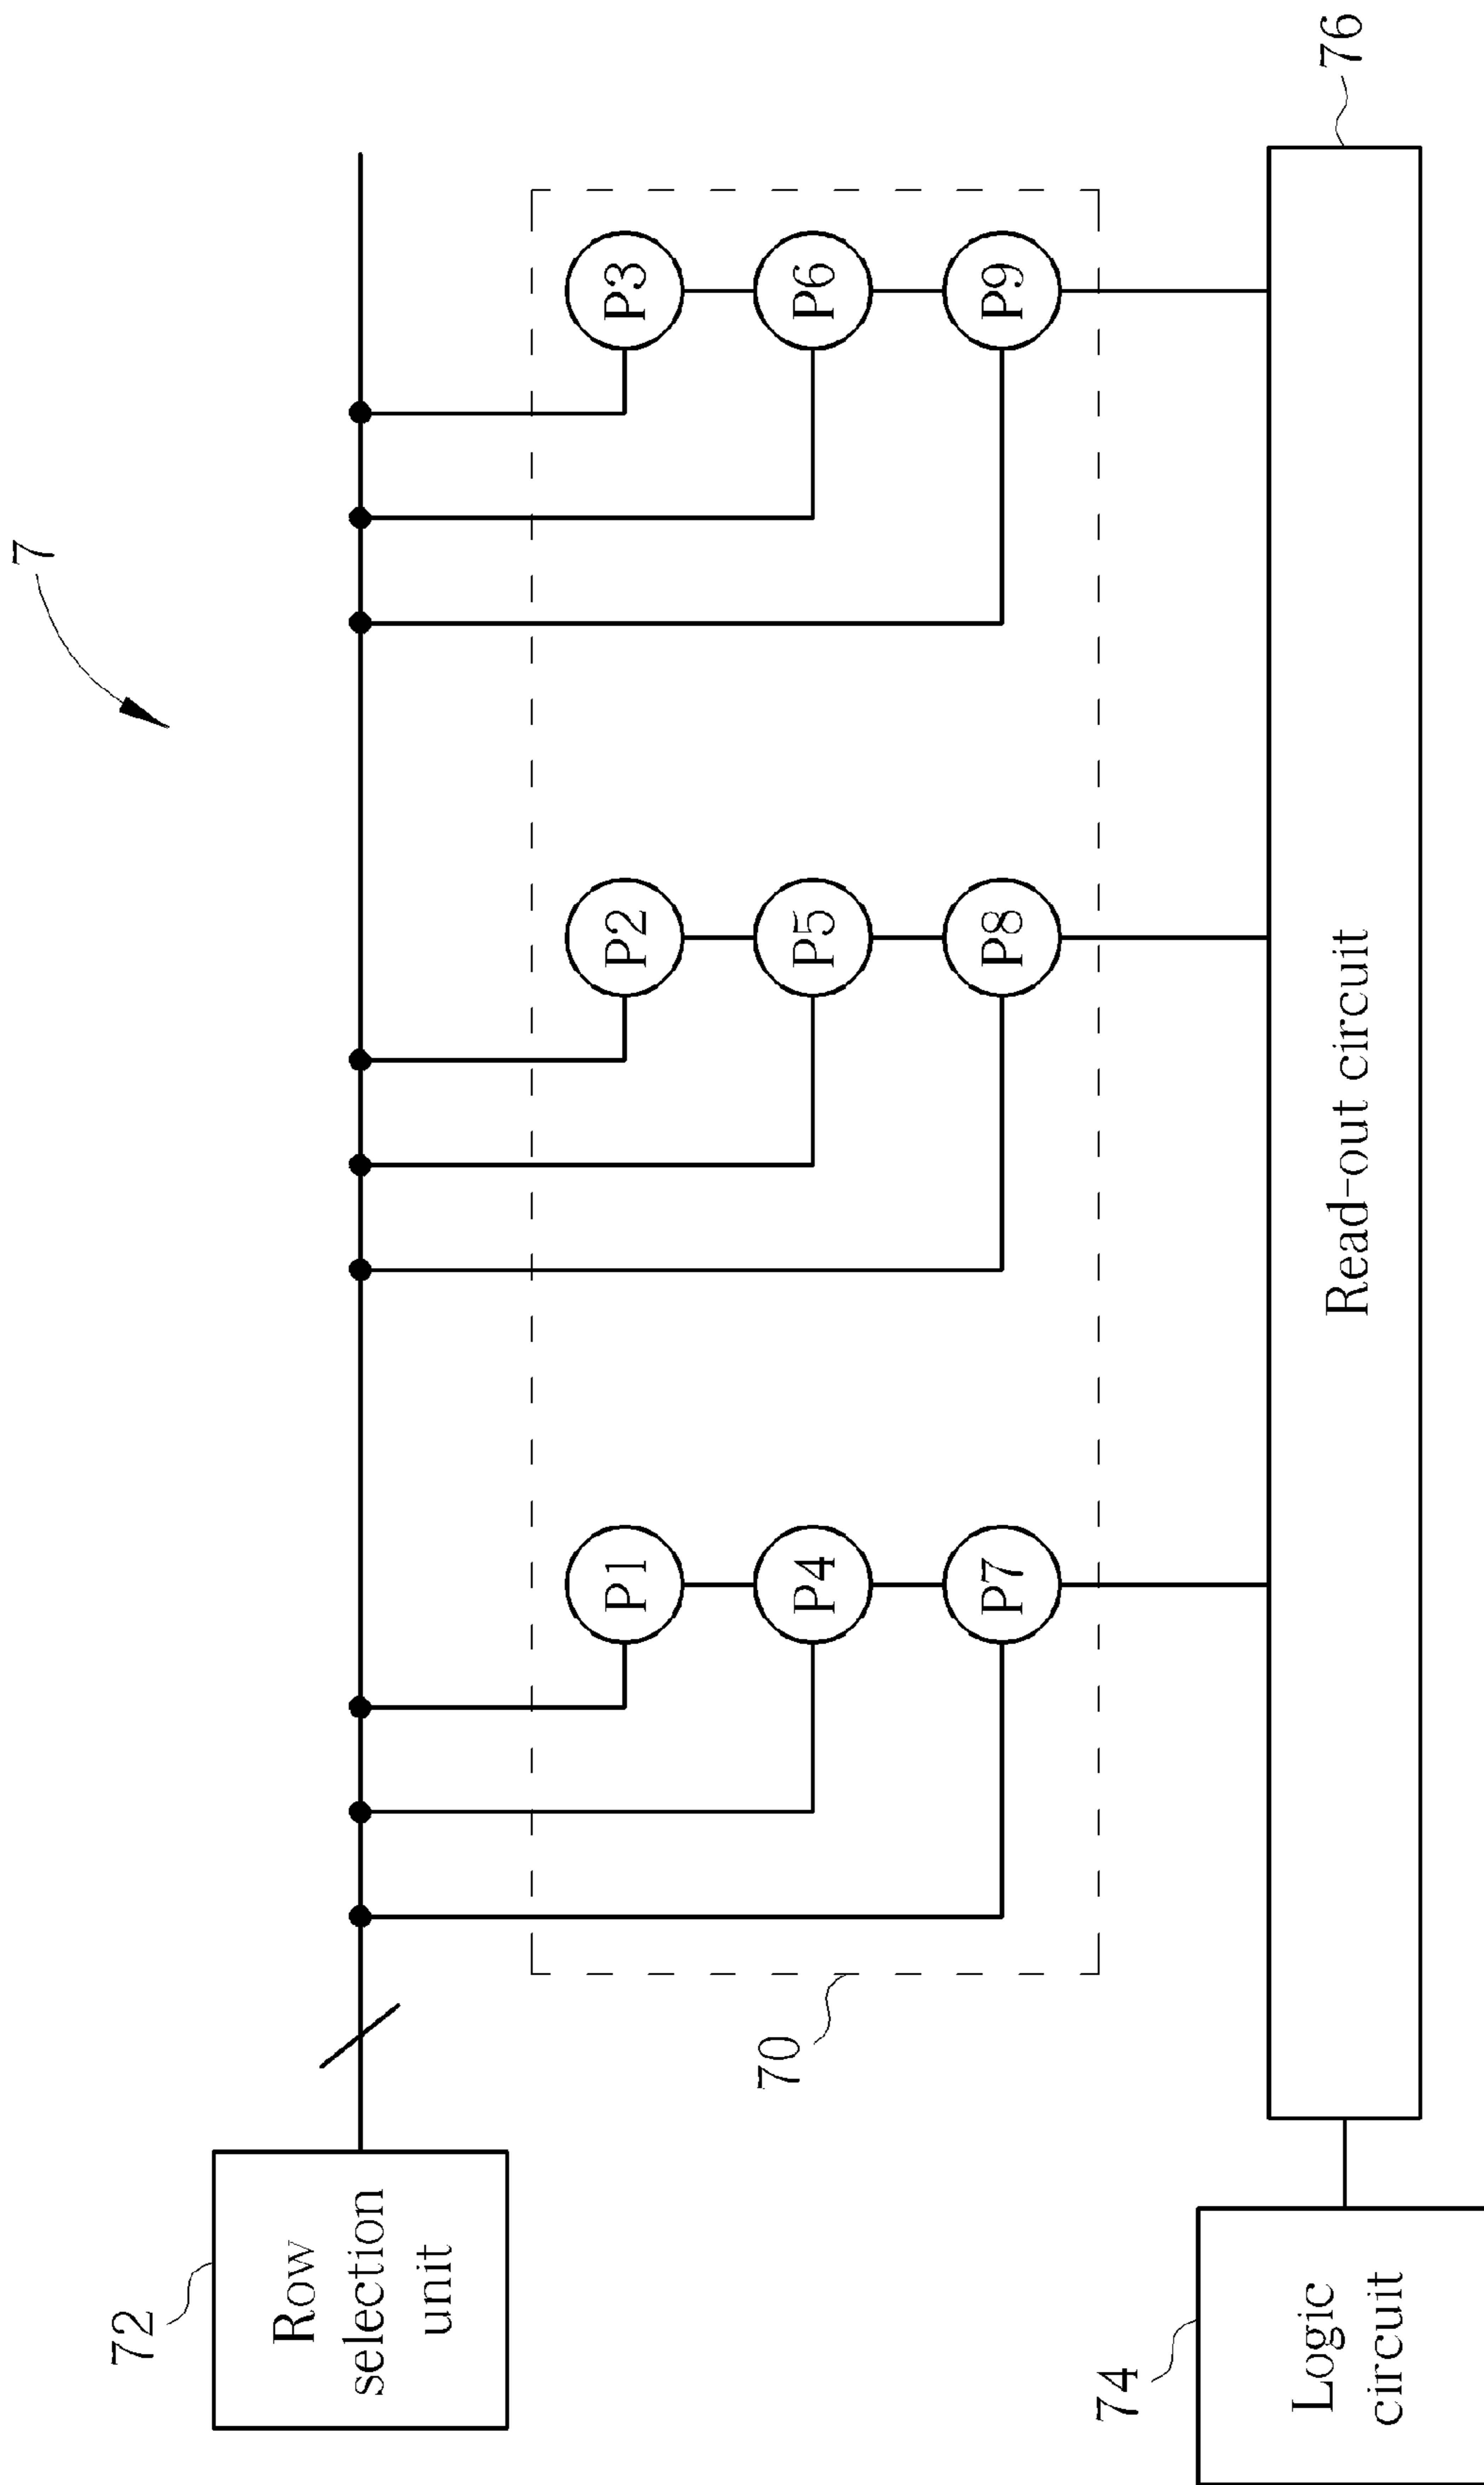 7
72
Row
selection
unit
P1
P2
P3
P4
P5
P6
P7
P8
P9
70
74
Logic
circuit
Read-out circuit
76